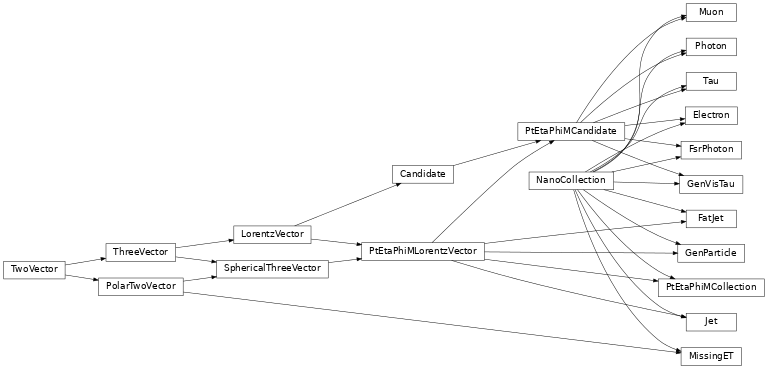 Muon
Photon
Tau
Electron
PtEtaPhiMCandidate
FsrPhoton
Candidate
NanoCollection
GenVisTau
FatJet
LorentzVector
ThreeVector
PtEtaPhiMLorentzVector
GenParticle
TwoVector
SphericalThreeVector
PolarTwoVector
PtEtaPhiMCollection
Jet
MissingET